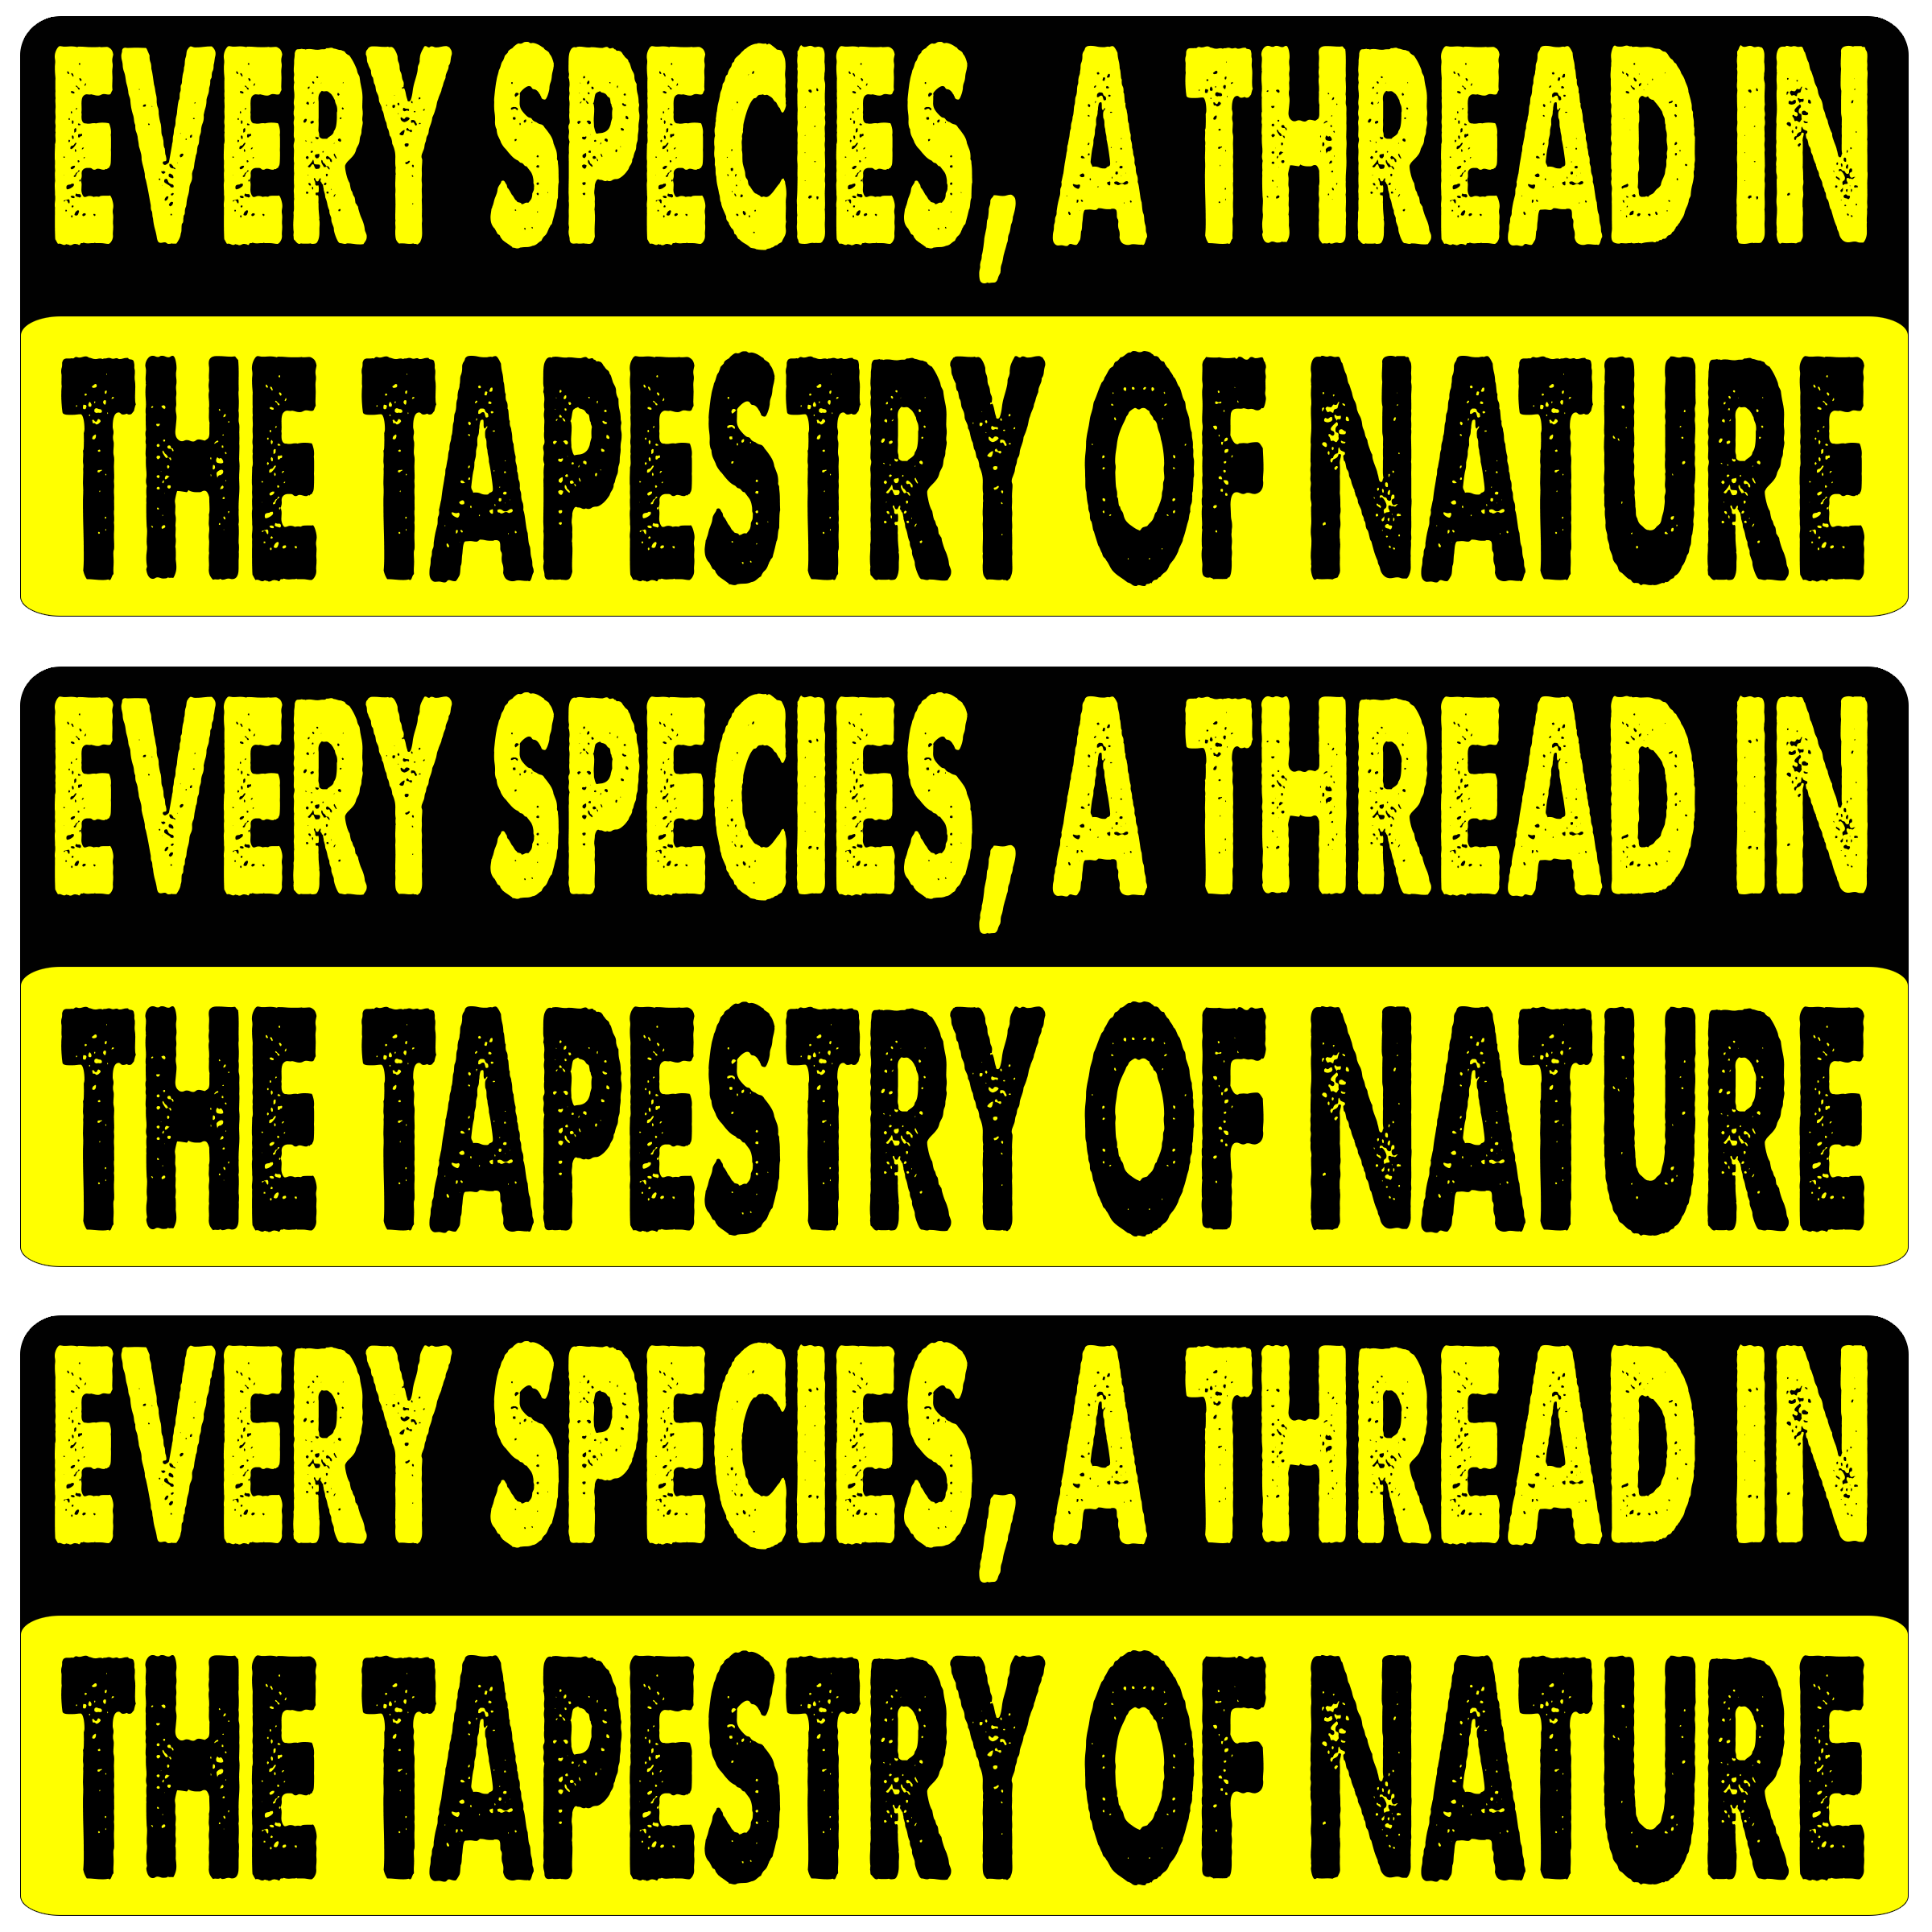 EVERY SPECIES, A THREAD IN
THE TAPESTRY OF NATURE
EVERY SPECIES, A THREAD IN
THE TAPESTRY OF NATURE
EVERY SPECIES, A THREAD IN
THE TAPESTRY OF NATURE